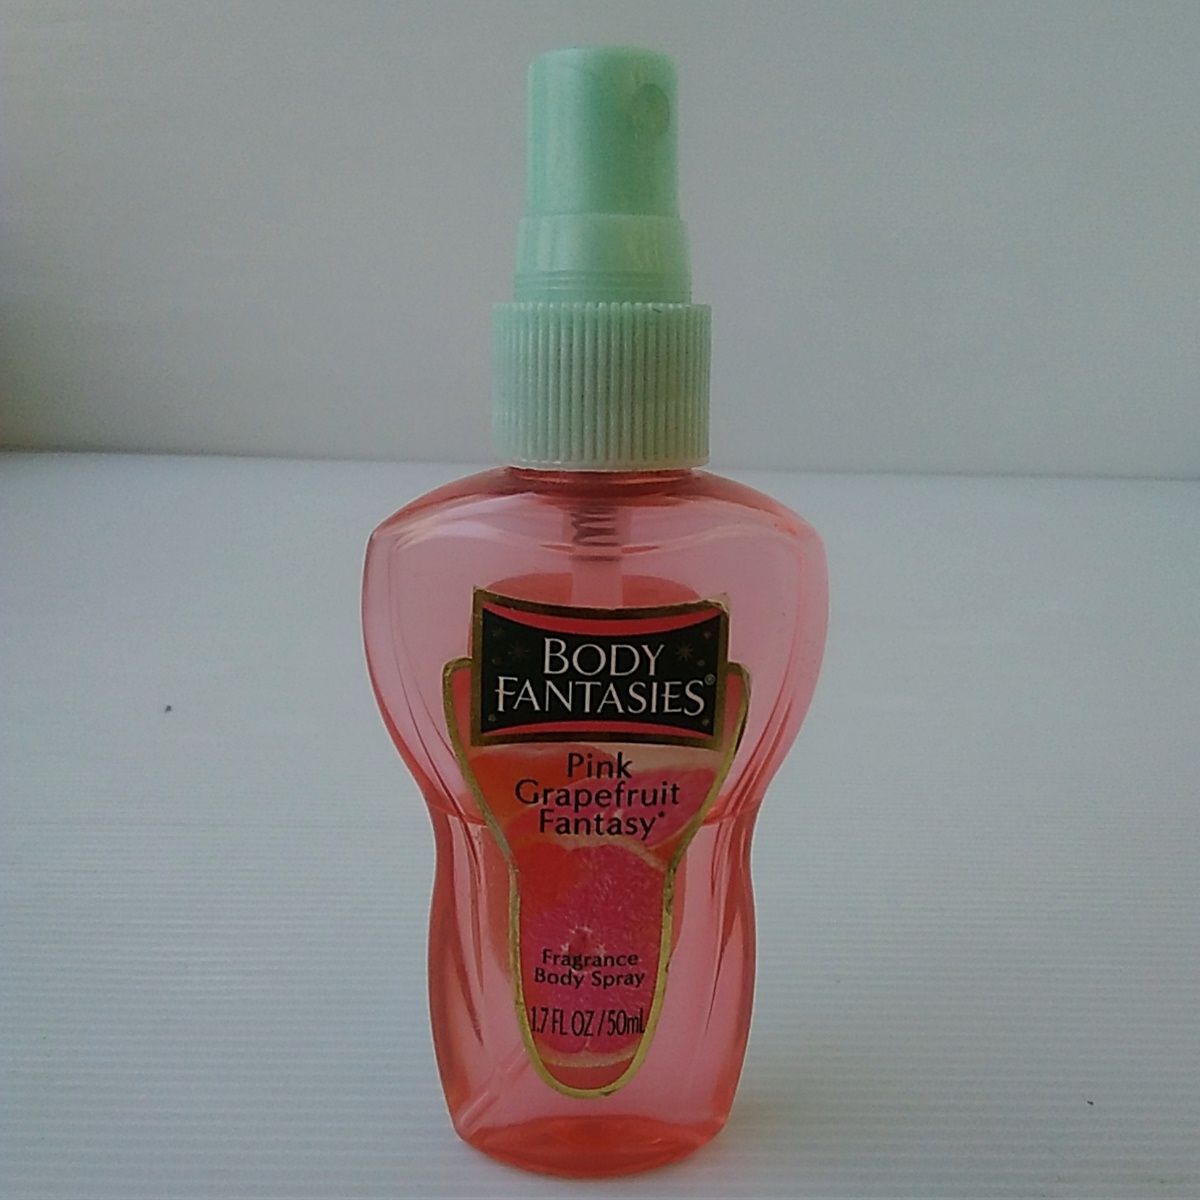 BODY
FANTASIES®
Pink
Grapefruit
Fantasy*
Fragrance
Body Spray
1.7 FL OZ / 50mL